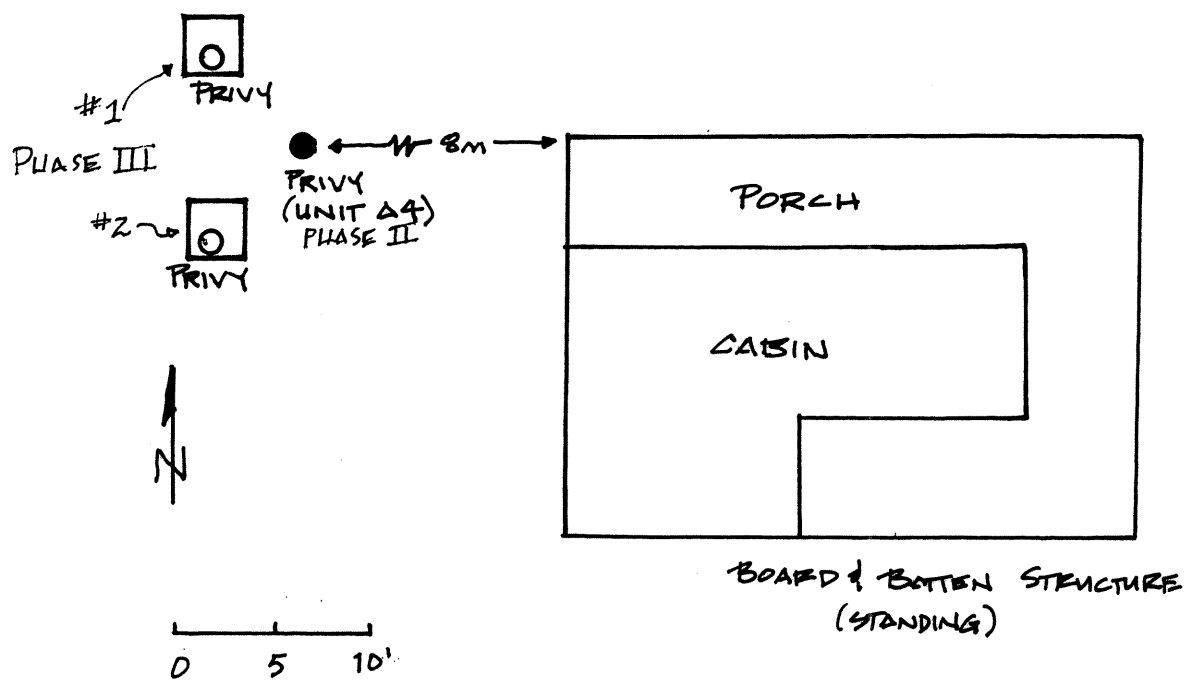 #1
PRIVY
PHASE III
8m
PRIVY
(UNIT A4)
PHASE II
#2
PRIVY
PORCH
CABIN
N
BOARD & BATTEN STRUCTURE
(STANDING)
0 5 10'